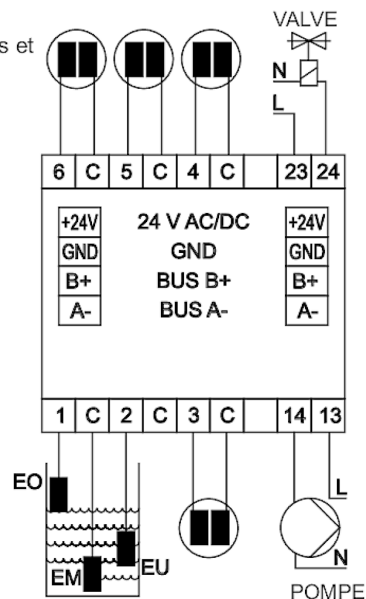 s et
VALVE
N
L
6 C 5 C 4 C 23 24
+24V 24 V AC/DC +24V
GND GND GND
B+ BUS B+ B+
A- BUS A- A-
1 C 2 C 3 C 14 13
EO
L
EM EU
N
POMPE